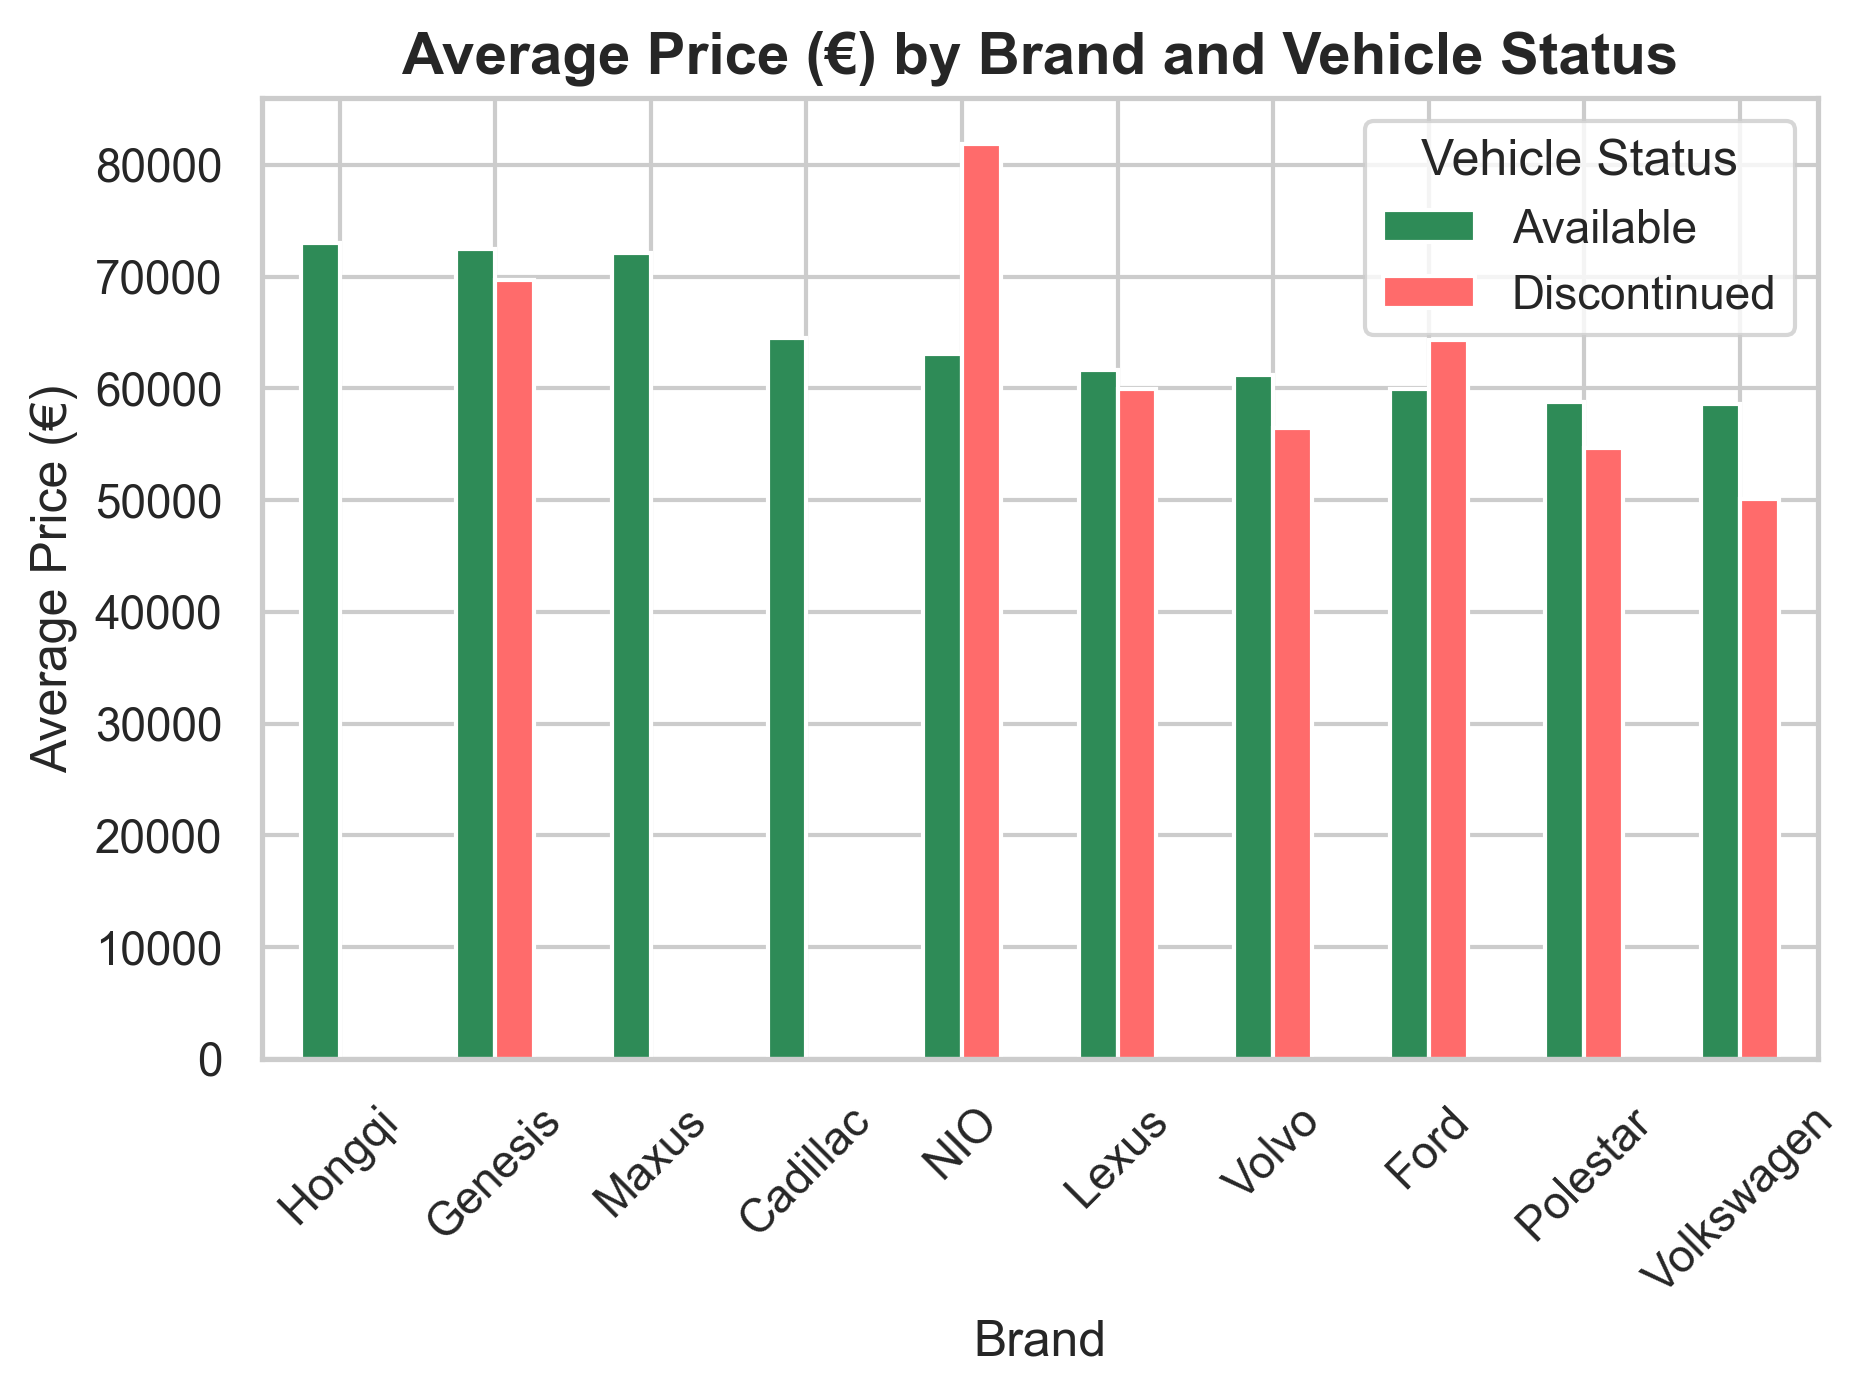 Average Price (€) by Brand and Vehicle Status
Vehicle Status
Available
Discontinued
Average Price (€)
80000
70000
60000
50000
40000
30000
20000
10000
0
Hongqi
Genesis
Maxus
Cadillac
NIO
Lexus
Volvo
Ford
Polestar
Volkswagen
Brand